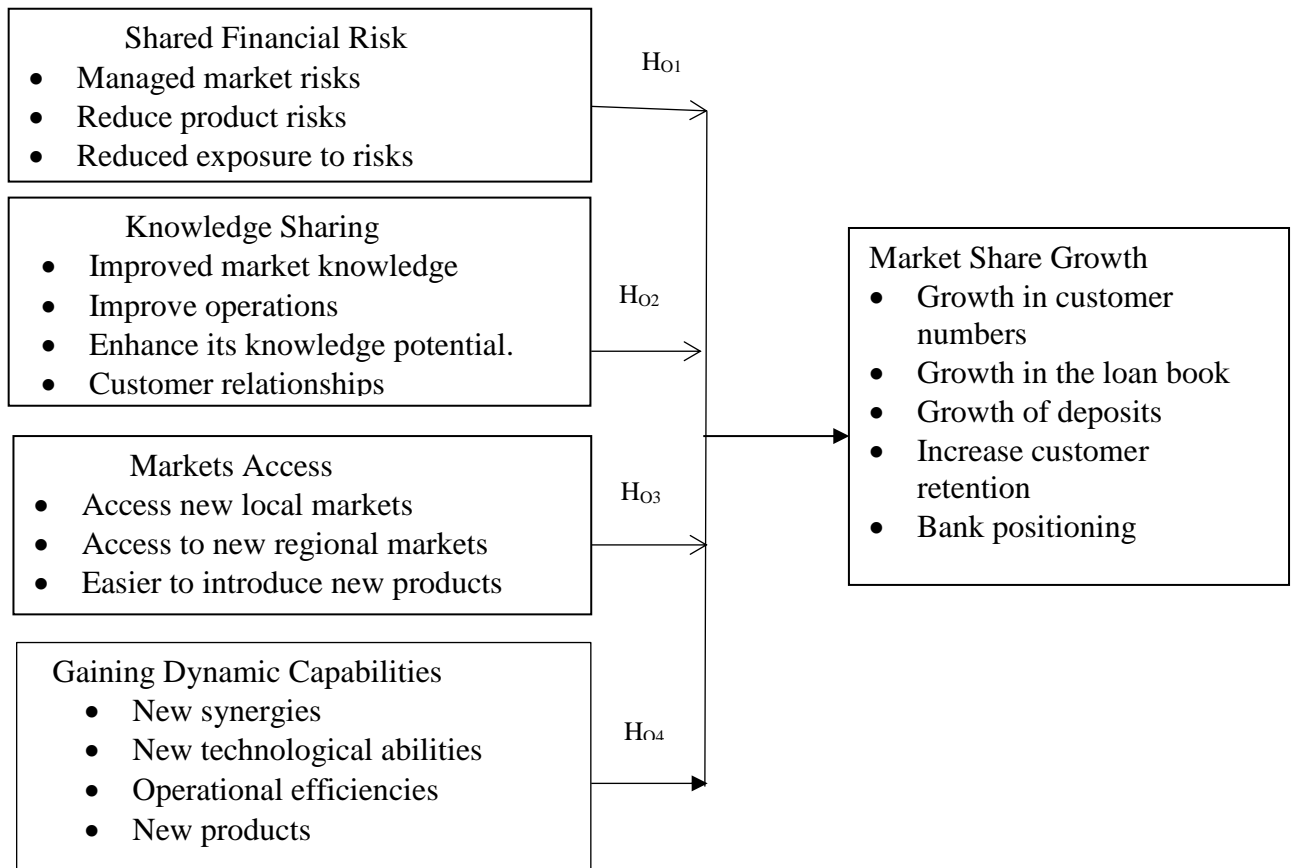 Shared Financial Risk
• Managed market risks
• Reduce product risks
• Reduced exposure to risks
HO1
Knowledge Sharing
• Improved market knowledge
• Improve operations
• Enhance its knowledge potential.
• Customer relationships
HO2
Markets Access
• Access new local markets
• Access to new regional markets
• Easier to introduce new products
HO3
Gaining Dynamic Capabilities
• New synergies
• New technological abilities
• Operational efficiencies
• New products
HO4
Market Share Growth
• Growth in customer
numbers
• Growth in the loan book
• Growth of deposits
• Increase customer
retention
• Bank positioning